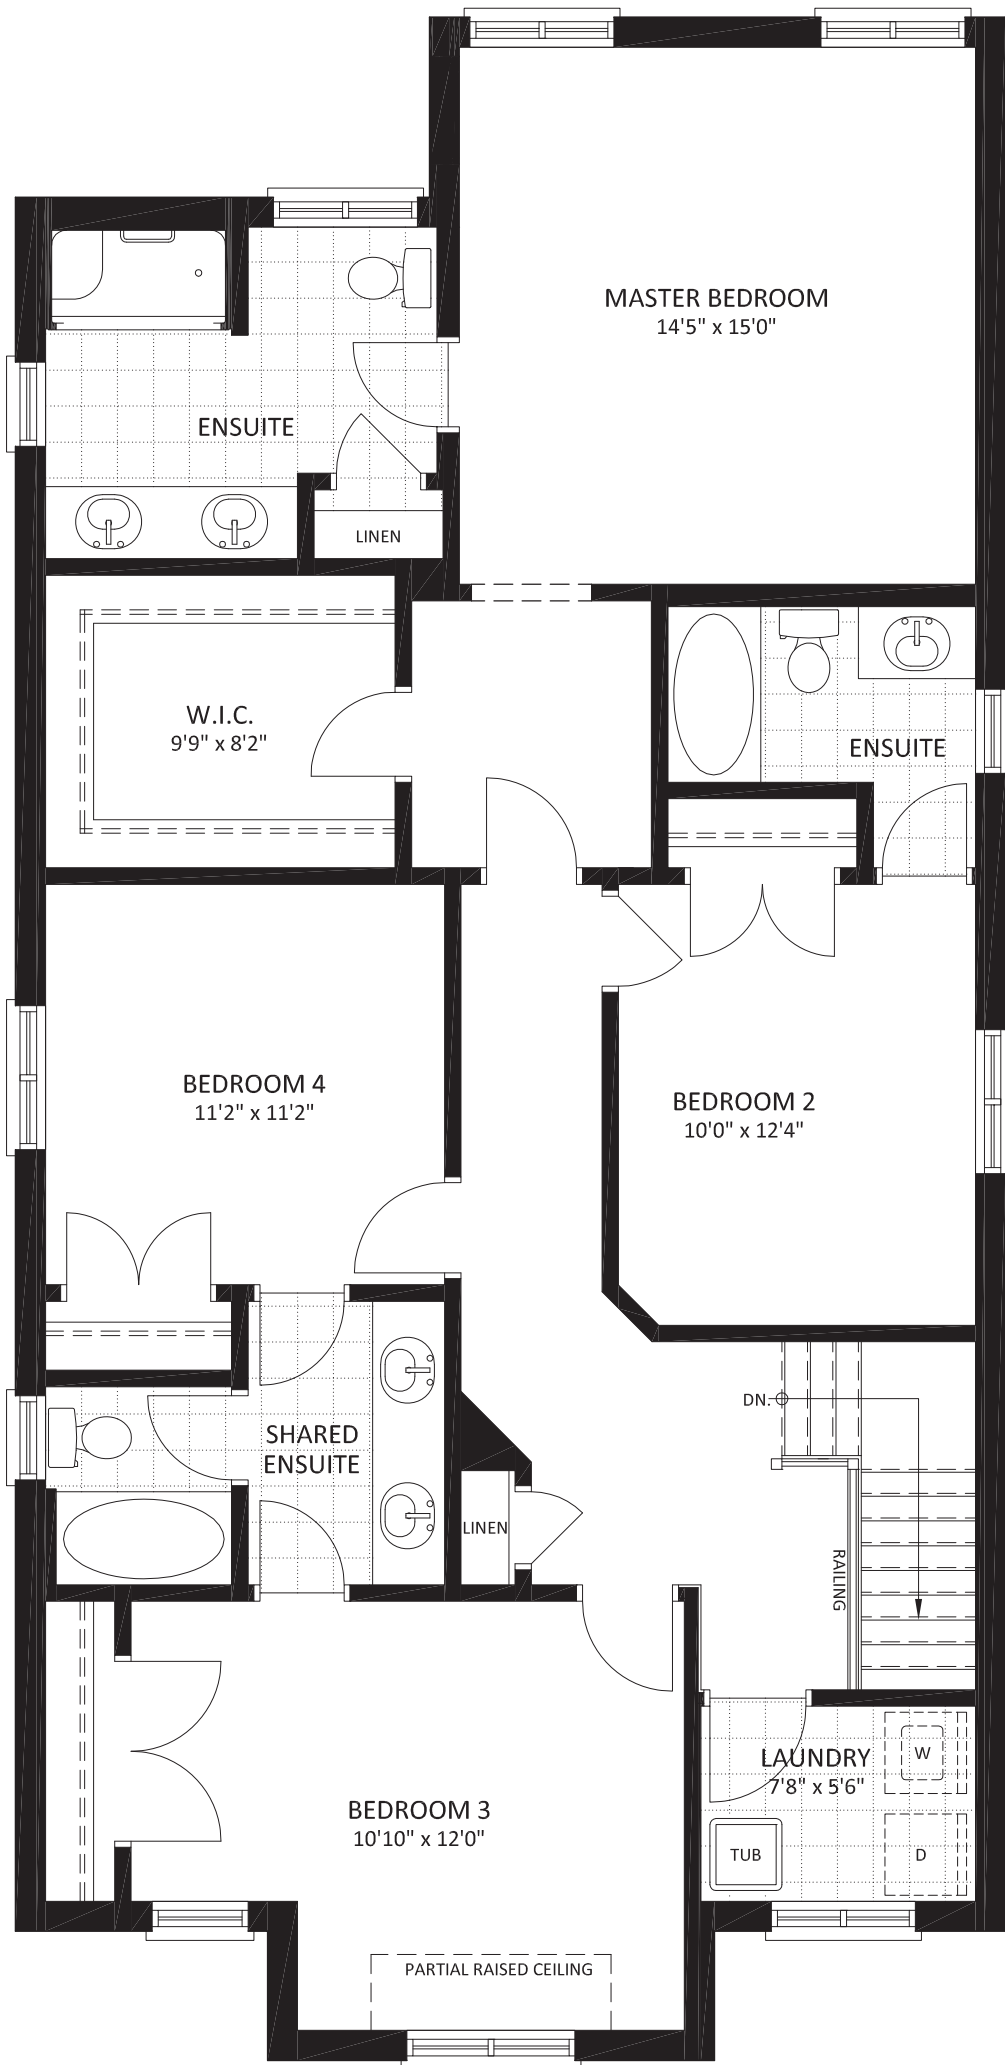 MASTER BEDROOM
14'5" x 15'0"
ENSUITE
LINEN
W.I.C.
9'9" x 8'2"
ENSUITE
BEDROOM 4
11'2" x 11'2"
BEDROOM 2
10'0" x 12'4"
DN.
SHARED
ENSUITE
LINEN
RAILING
LAUNDRY
7'8" x 5'6"
W
BEDROOM 3
10'10" x 12'0"
TUB
D
PARTIAL RAISED CEILING